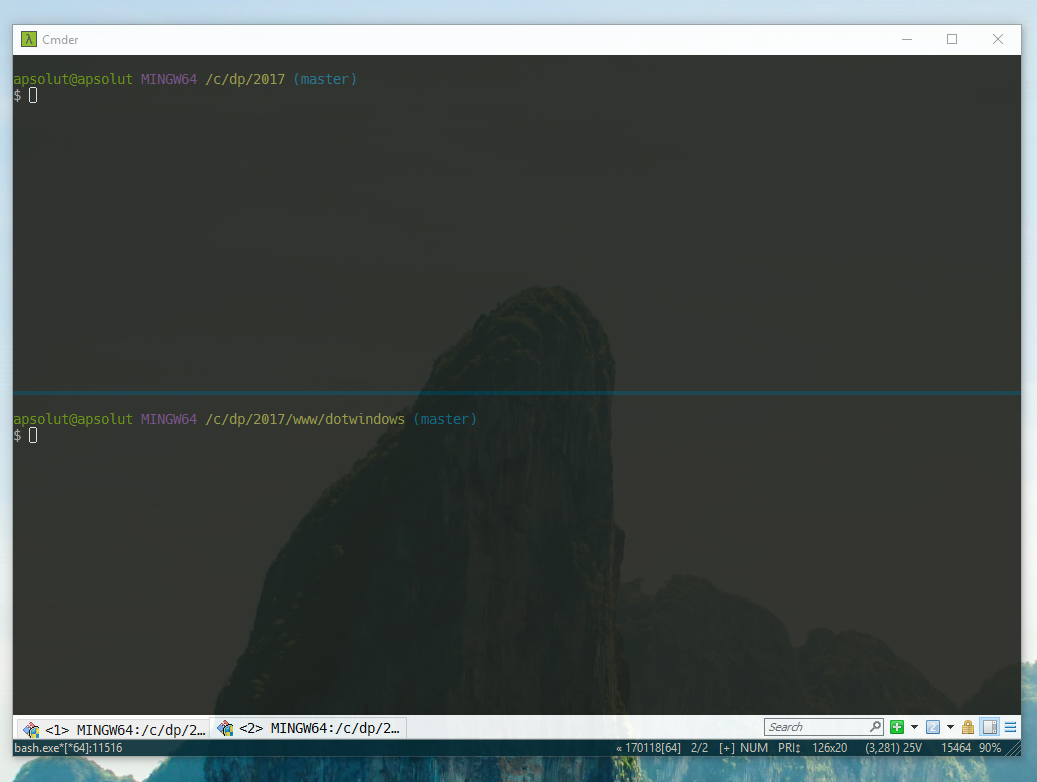 λ Cmder
apsolut@apsolut MINGW64 /c/dp/2017 (master)
$
apsolut@apsolut MINGW64 /c/dp/2017/www/dotwindows (master)
$
<1> MINGW64:/c/dp/2… <2> MINGW64:/c/dp/2… Search
bash.exe*[*64]:11516 « 170118[64] 2/2 [+] NUM PRI↕ 126x20 (3,281) 25V 15464 90%